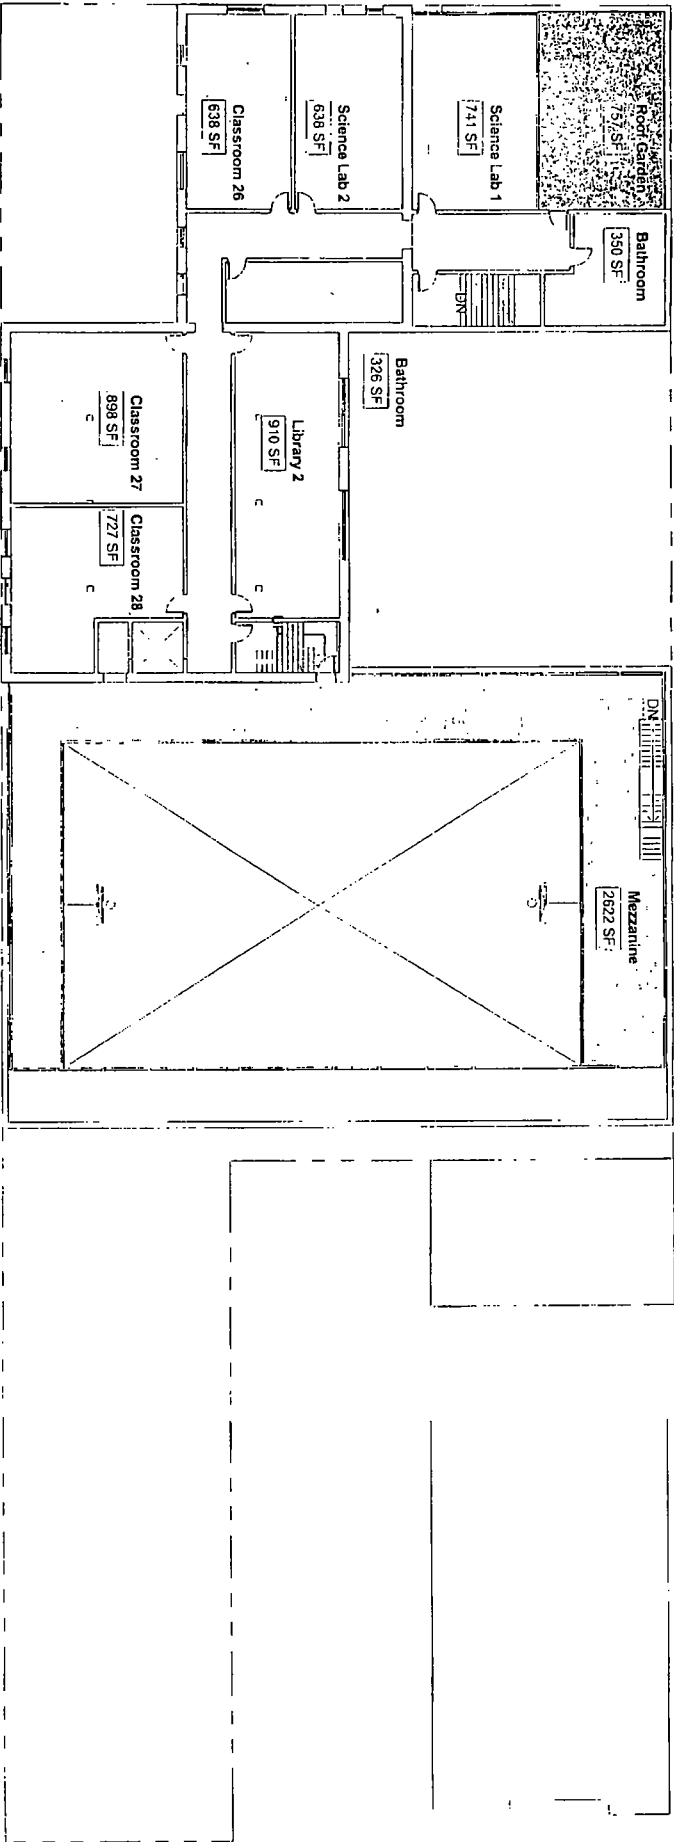 Roof Garden
757 SF
Bathroom
350 SF
Science Lab 1
741 SF
DN
Science Lab 2
638 SF
Classroom 26
638 SF
Bathroom
326 SF
Library 2
910 SF
Classroom 27
898 SF
Classroom 28
727 SF
DN
Mezzanine
2622 SF